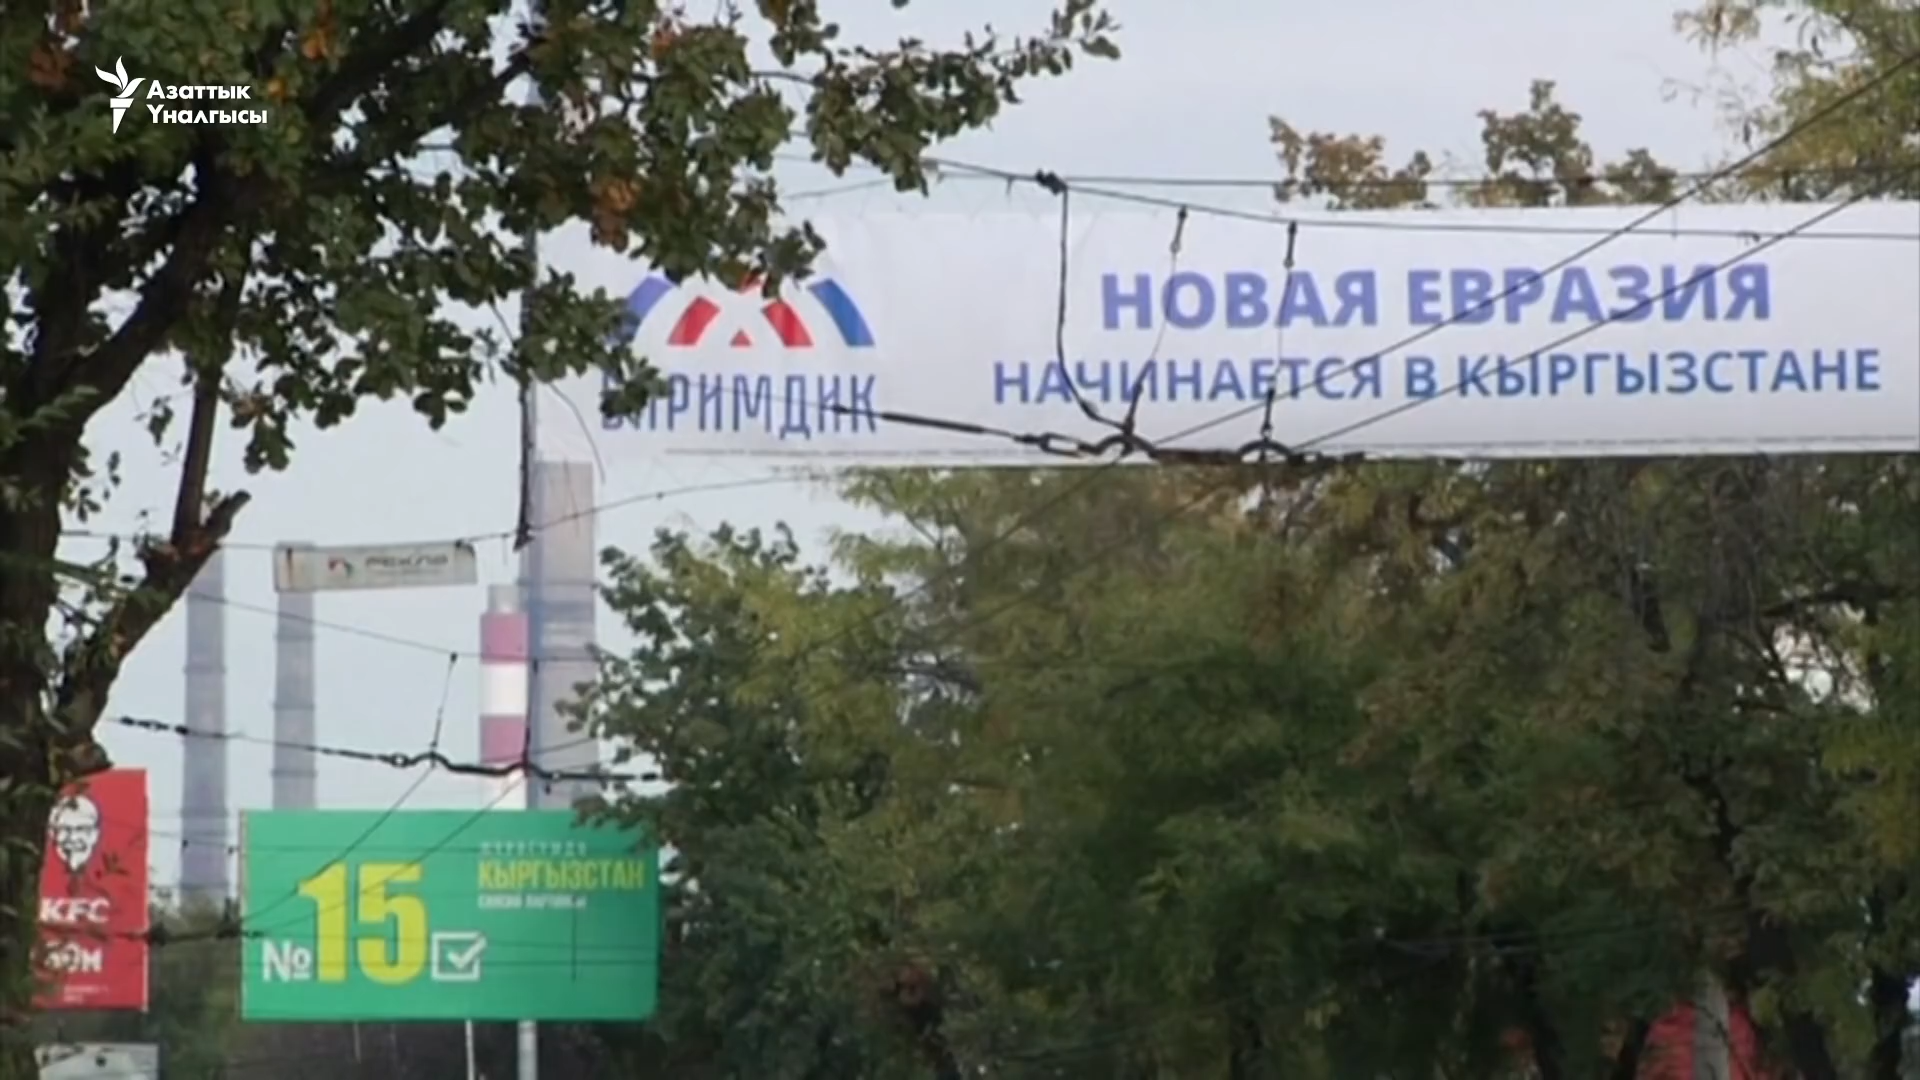 Азаттык
Үналгысы
НОВАЯ ЕВРАЗИЯ
НАЧИНАЕТСЯ В КЫРГЫЗСТАНЕ
БИРИМДИК
КЫРГЫЗСТАН
№15
KFC